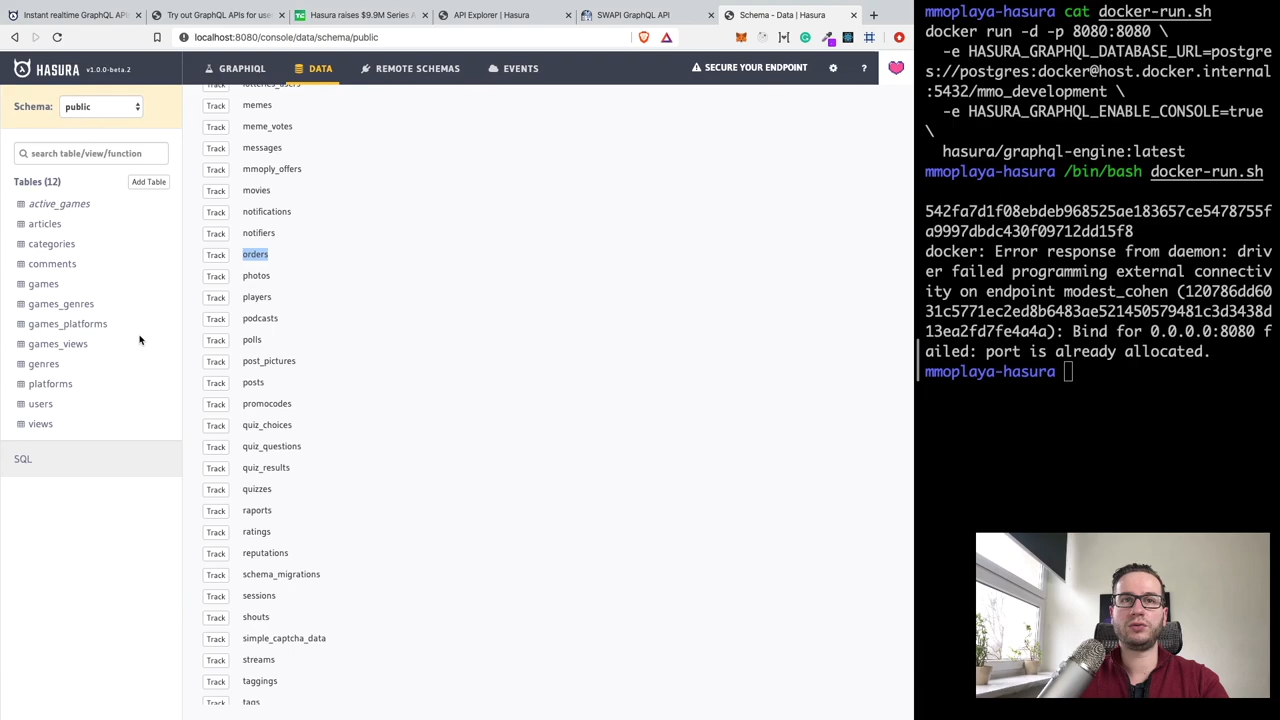 Instant realtime GraphQL APIs
Try out GraphQL APIs for use
Hasura raises $9.9M Series A
API Explorer | Hasura
SWAPI GraphQL API
Schema - Data | Hasura
localhost:8080/console/data/schema/public
HASURA v1.0.0-beta.2
GRAPHIQL
DATA
REMOTE SCHEMAS
EVENTS
SECURE YOUR ENDPOINT
?
Schema: public
search table/view/function
Tables (12)
Add Table
active_games
articles
categories
comments
games
games_genres
games_platforms
games_views
genres
platforms
users
views
SQL
lotteries_users
Track memes
Track meme_votes
Track messages
Track mmoply_offers
Track movies
Track notifications
Track notifiers
Track orders
Track photos
Track players
Track podcasts
Track polls
Track post_pictures
Track posts
Track promocodes
Track quiz_choices
Track quiz_questions
Track quiz_results
Track quizzes
Track raports
Track ratings
Track reputations
Track schema_migrations
Track sessions
Track shouts
Track simple_captcha_data
Track streams
Track taggings
Track tags
mmoplaya-hasura cat docker-run.sh
docker run -d -p 8080:8080 \
-e HASURA_GRAPHQL_DATABASE_URL=postgre
s://postgres:docker@host.docker.internal
:5432/mmo_development \
-e HASURA_GRAPHQL_ENABLE_CONSOLE=true
\
hasura/graphql-engine:latest
mmoplaya-hasura /bin/bash docker-run.sh
542fa7d1f08ebdeb968525ae183657ce5478755f
a9997dbdc430f09712dd15f8
docker: Error response from daemon: driv
er failed programming external connectiv
ity on endpoint modest_cohen (120786dd60
31c5771ec2ed8b6483ae521450579481c3d3438d
13ea2fd7fe4a4a): Bind for 0.0.0.0:8080 f
ailed: port is already allocated.
mmoplaya-hasura